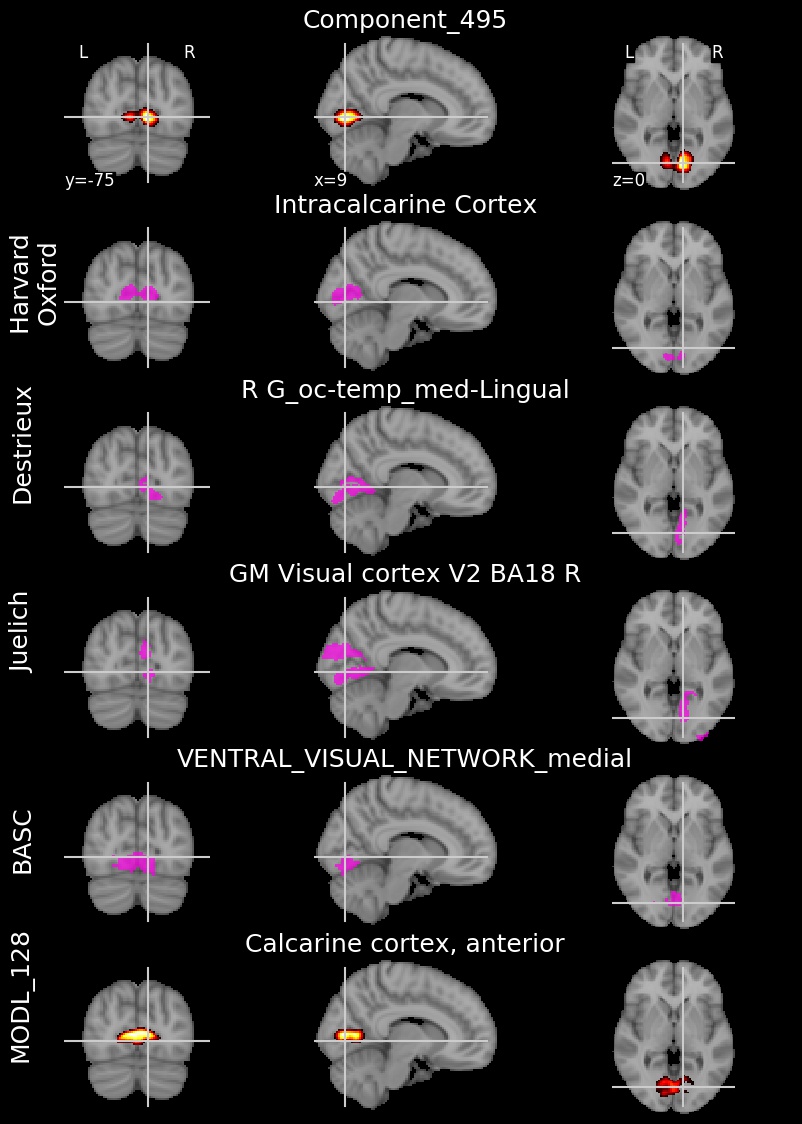 Component_495
L R L R
y=-75 x=9 z=0
Intracalcarine Cortex
Harvard
Oxford
R G_oc-temp_med-Lingual
Destrieux
GM Visual cortex V2 BA18 R
Juelich
VENTRAL_VISUAL_NETWORK_medial
BASC
Calcarine cortex, anterior
MODL_128